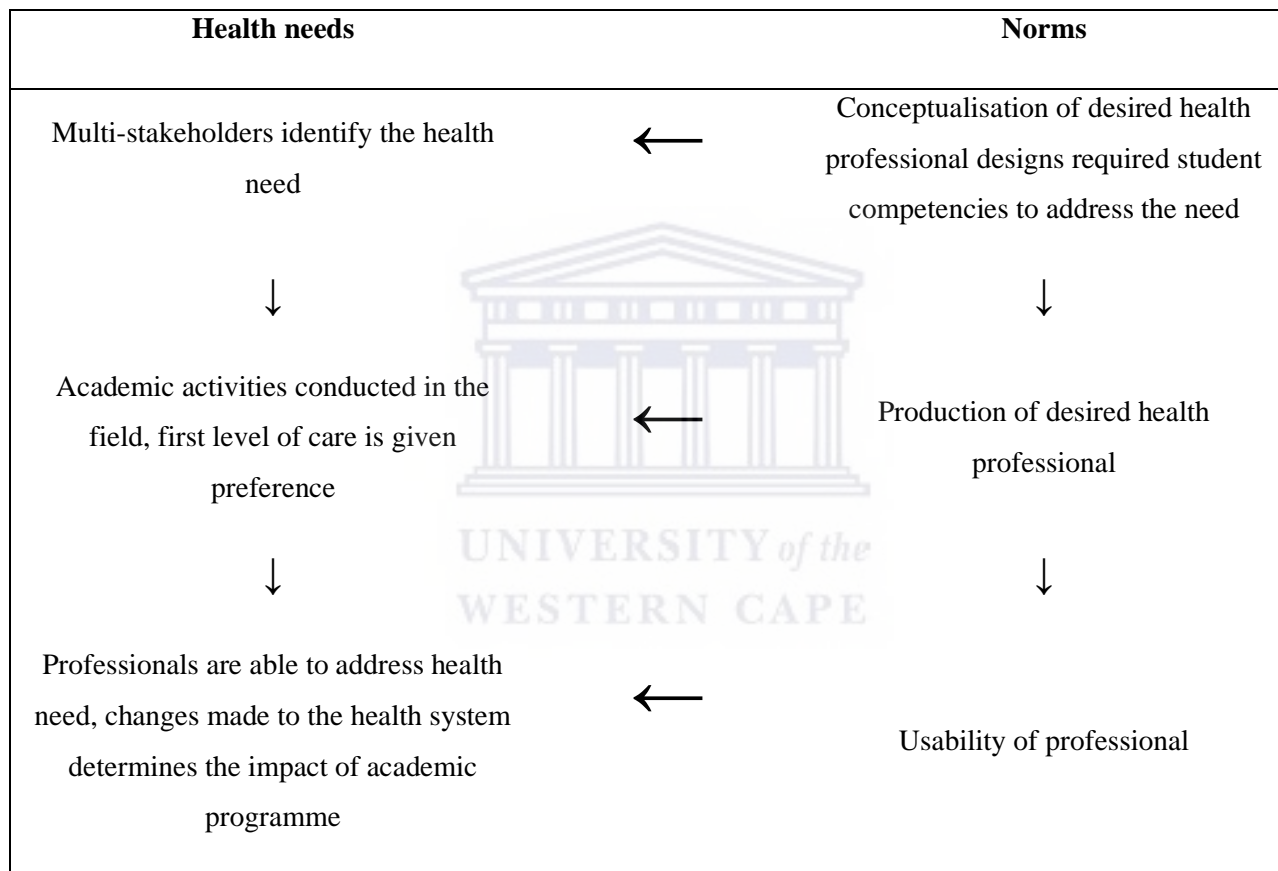 Health needs
Norms
Multi-stakeholders identify the health
need
←
Conceptualisation of desired health
professional designs required student
competencies to address the need
↓
↓
Academic activities conducted in the
field, first level of care is given
preference
←
Production of desired health
professional
↓
↓
UNIVERSITY of the
WESTERN CAPE
Professionals are able to address health
need, changes made to the health system
determines the impact of academic
programme
←
Usability of professional